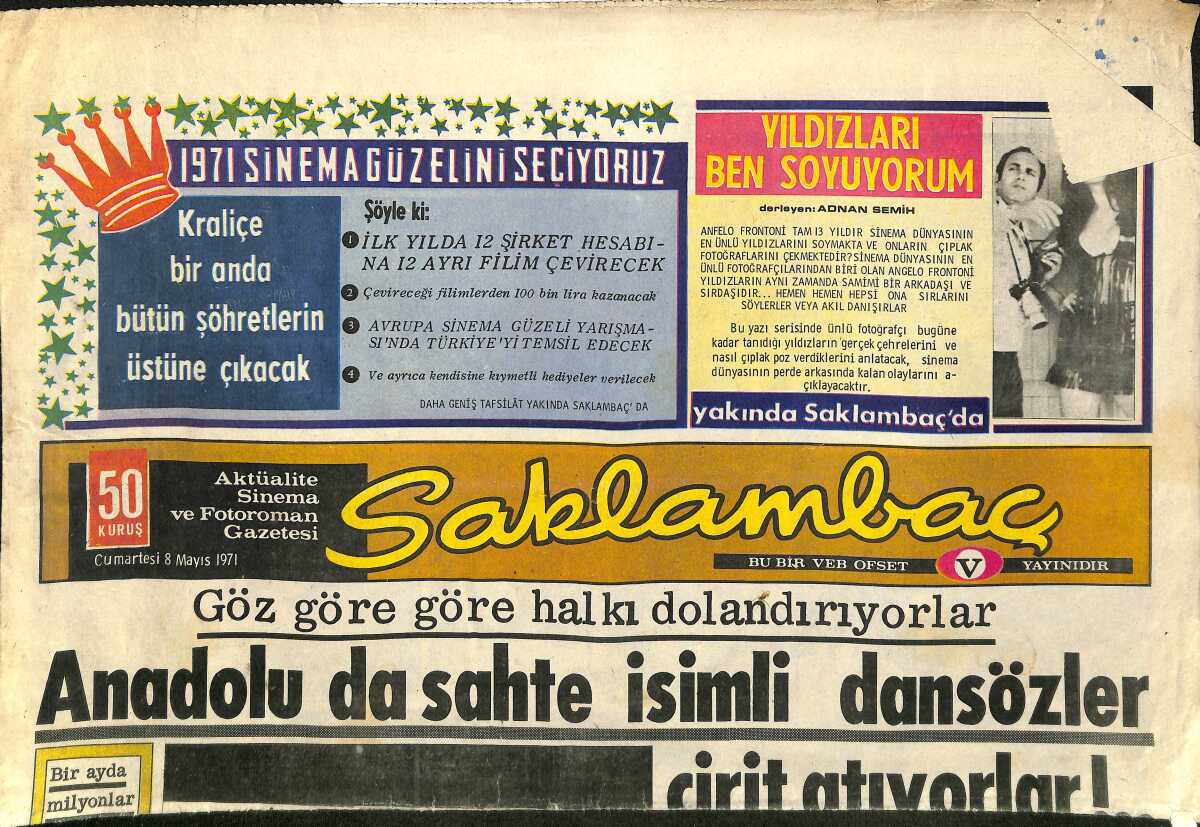 1971 SİNEMA GÜZELİNİ SEÇİYORUZ
Kraliçe
bir anda
bütün şöhretlerin
üstüne çıkacak
Şöyle ki:
1 İLK YILDA 12 ŞİRKET HESABI-
NA 12 AYRI FİLİM ÇEVİRECEK
2 Çevireceği filimlerden 100 bin lira kazanacak
3 AVRUPA SİNEMA GÜZELİ YARIŞMA-
SI'NDA TÜRKİYE'Yİ TEMSİL EDECEK
4 Ve ayrıca kendisine kıymetli hediyeler verilecek
DAHA GENİŞ TAFSİLÂT YAKINDA SAKLAMBAÇ' DA
YILDIZLARI
BEN SOYUYORUM
derleyen: ADNAN SEMİH
ANFELO FRONTONİ TAM 13 YILDIR SİNEMA DÜNYASININ
EN ÜNLÜ YILDIZLARINI SOYMAKTA VE ONLARIN ÇIPLAK
FOTOĞRAFLARINI ÇEKMEKTEDİR? SİNEMA DÜNYASININ EN
ÜNLÜ FOTOĞRAFÇILARINDAN BİRİ OLAN ANGELO FRONTONİ
YILDIZLARIN AYNI ZAMANDA SAMİMİ BİR ARKADAŞI VE
SIRDAŞIDIR... HEMEN HEMEN HEPSİ ONA SIRLARINI
SÖYLERLER VEYA AKIL DANIŞIRLAR
Bu yazı serisinde ünlü fotoğrafçı bugüne
kadar tanıdığı yıldızların gerçek çehrelerini ve
nasıl çıplak poz verdiklerini anlatacak, sinema
dünyasının perde arkasında kalan olaylarını a-
çıklayacaktır.
yakında Saklambaç'da
50
KURUŞ
Aktüalite
Sinema
ve Fotoroman
Gazetesi
Cumartesi 8 Mayıs 1971
Saklambaç
BU BİR VEB OFSET V YAYINIDIR
Göz göre göre halkı dolandırıyorlar
Anadolu da sahte isimli dansözler
cirit atıyorlar!
Bir ayda
milyonlar